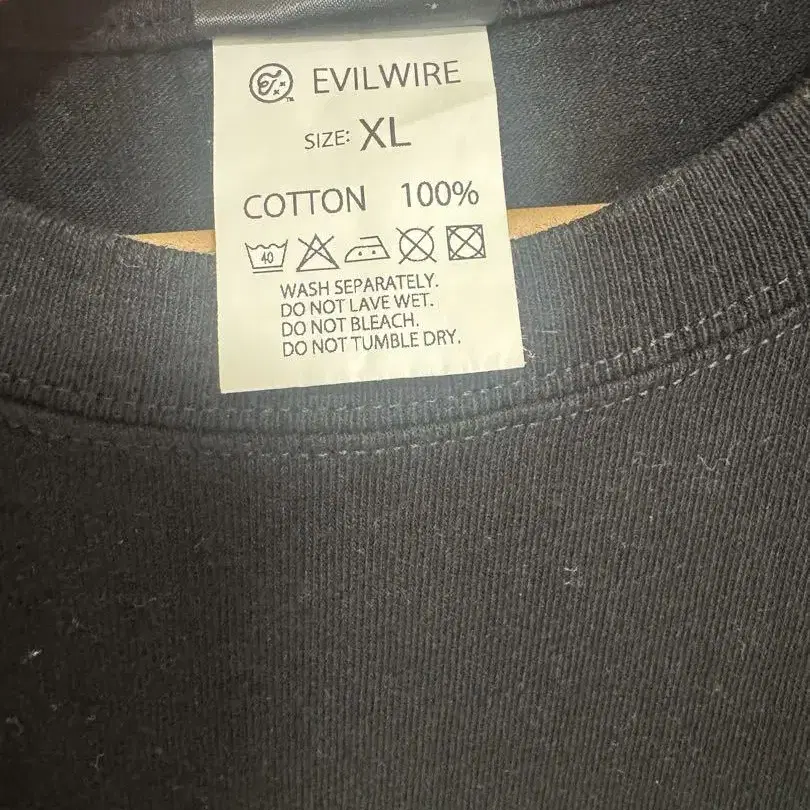 EVILWIRE
SIZE: XL
COTTON 100%
40
WASH SEPARATELY.
DO NOT LAVE WET.
DO NOT BLEACH.
DO NOT TUMBLE DRY.